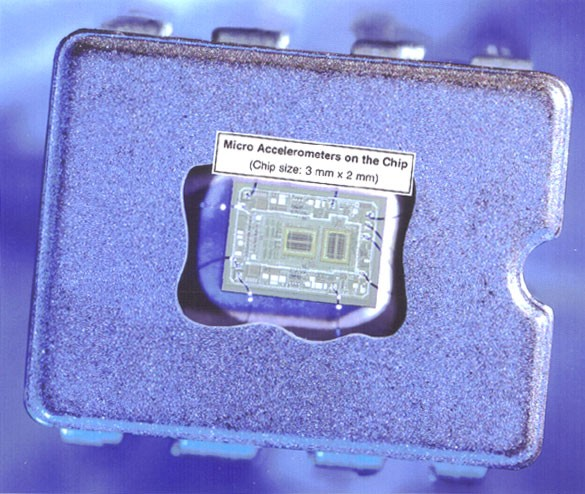 Micro Accelerometers on the Chip
(Chip size: 3 mm x 2 mm)